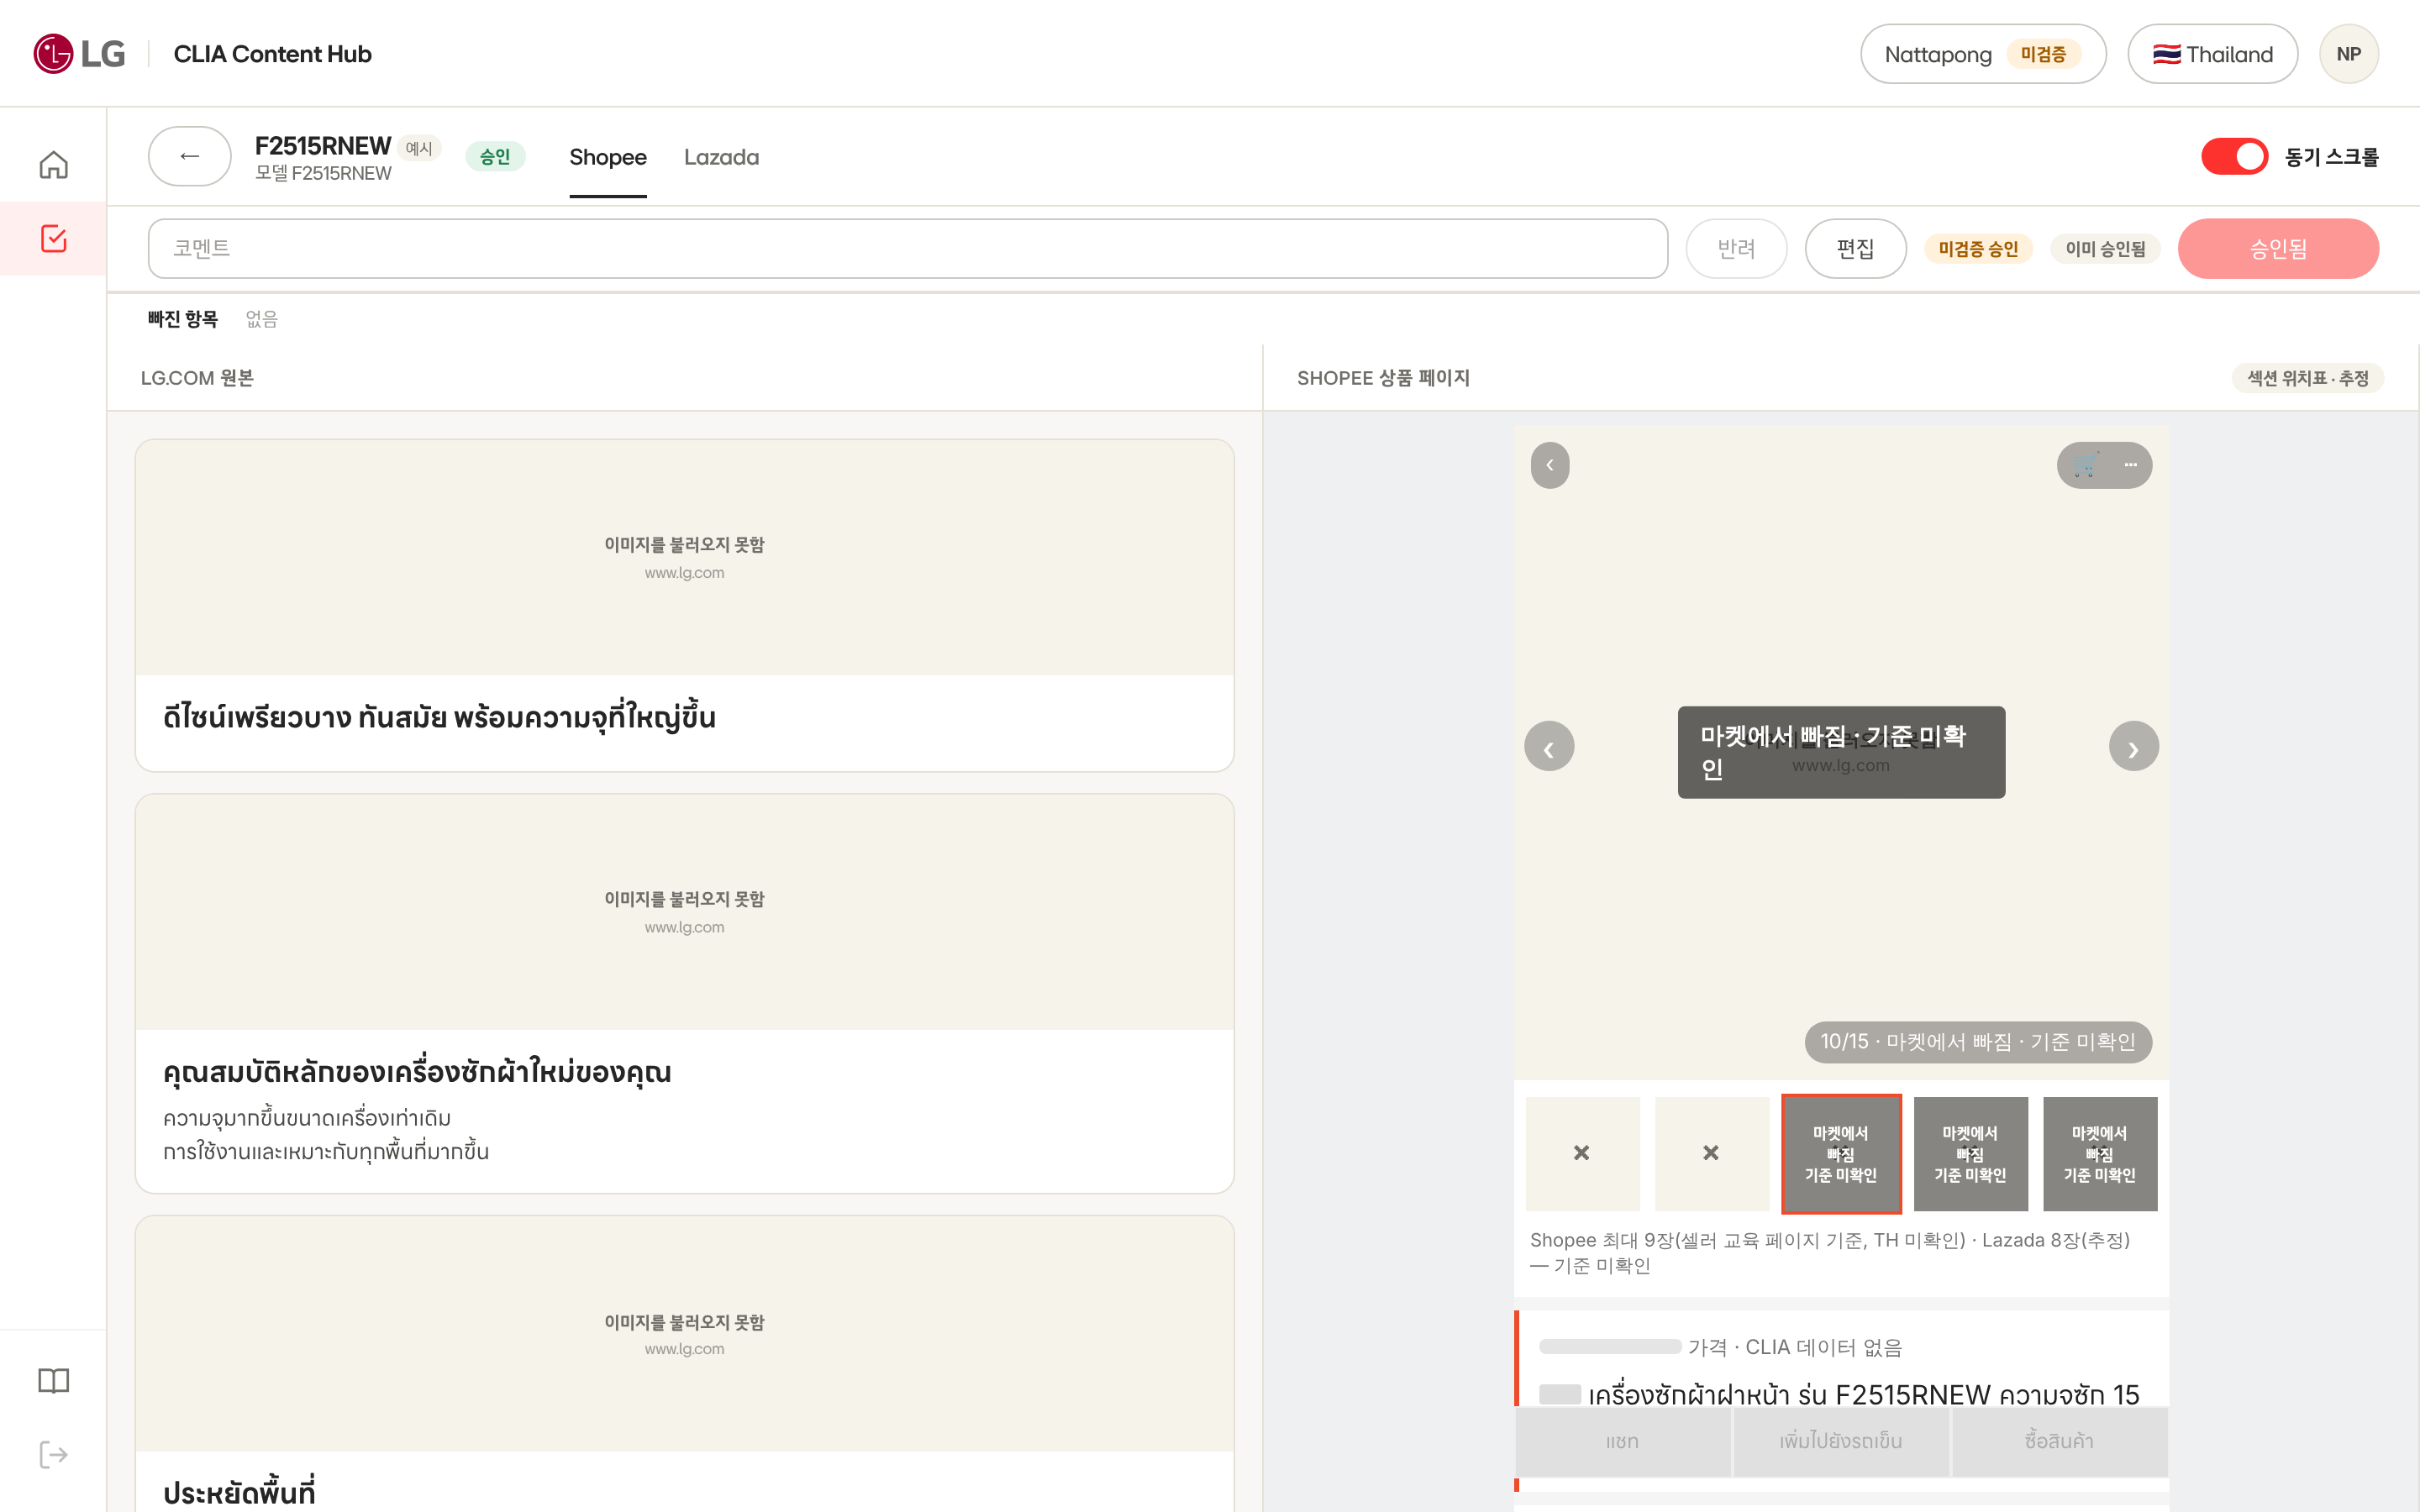 LG
CLIA Content Hub
Nattapong 미검증
Thailand
NP
←
F2515RNEW 예시
모델 F2515RNEW
승인
Shopee
Lazada
동기 스크롤
코멘트
반려
편집
미검증 승인
이미 승인됨
승인됨
빠진 항목 없음
LG.COM 원본
이미지를 불러오지 못함
www.lg.com
ดีไซน์เพรียวบาง ทันสมัย พร้อมความจุที่ใหญ่ขึ้น
이미지를 불러오지 못함
www.lg.com
คุณสมบัติหลักของเครื่องซักผ้าใหม่ของคุณ
ความจุมากขึ้นขนาดเครื่องเท่าเดิม
การใช้งานและเหมาะกับทุกพื้นที่มากขึ้น
이미지를 불러오지 못함
www.lg.com
ประหยัดพื้นที่
SHOPEE 상품 페이지
섹션 위치표 · 추정
마켓에서 빠짐 · 기준 미확
인
www.lg.com
10/15 · 마켓에서 빠짐 · 기준 미확인
마켓에서
빠짐
기준 미확인
마켓에서
빠짐
기준 미확인
마켓에서
빠짐
기준 미확인
Shopee 최대 9장(셀러 교육 페이지 기준, TH 미확인) · Lazada 8장(추정)
— 기준 미확인
가격 · CLIA 데이터 없음
เครื่องซักผ้าฝาหน้า รุ่น F2515RNEW ความจุซัก 15
แชท
เพิ่มไปยังรถเข็น
ซื้อสินค้า